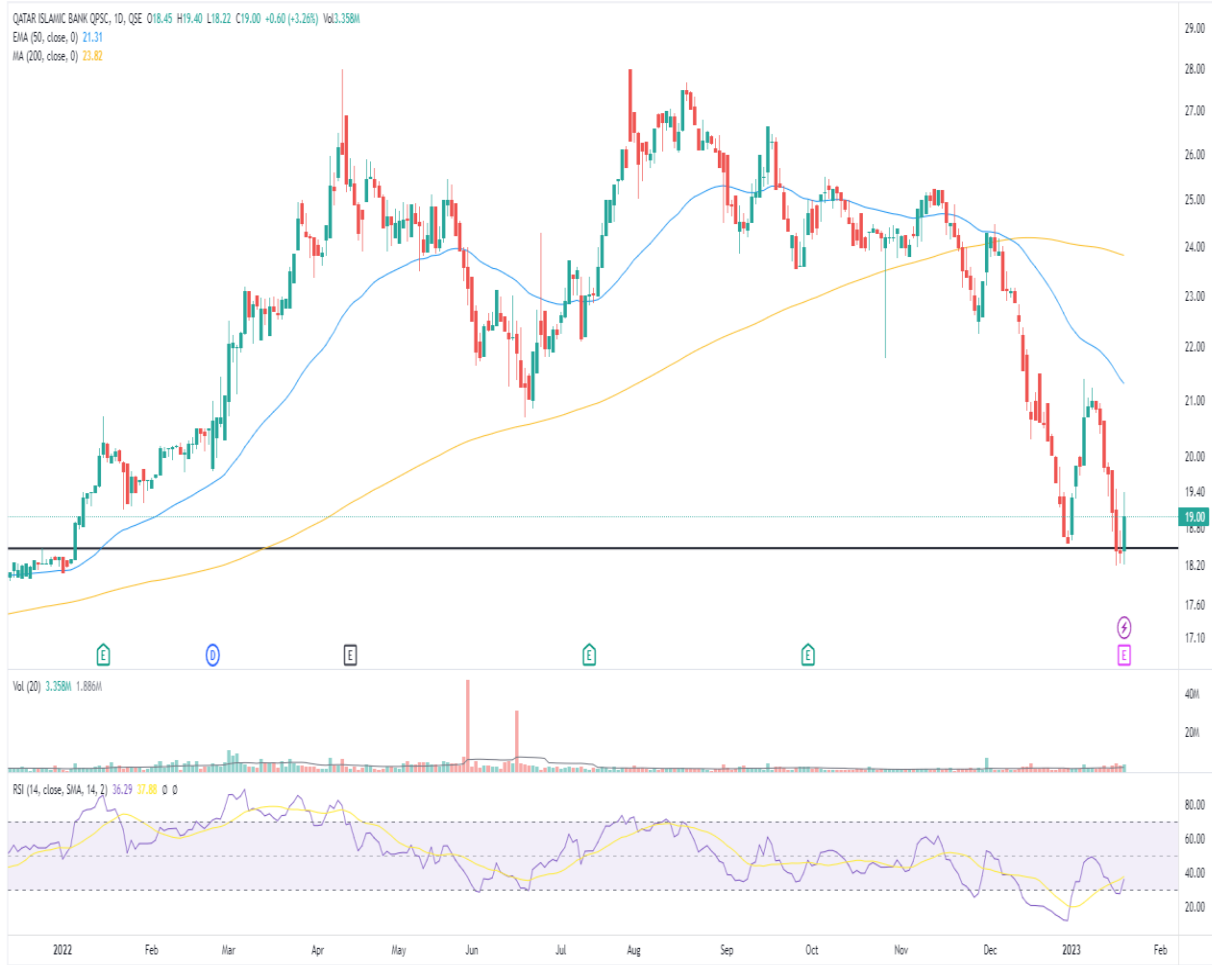 QATAR ISLAMIC BANK QPSC, 1D, QSE O18.45 H19.40 L18.22 C19.00 +0.60 (+3.26%) Vol3.358M
EMA (50, close, 0) 21.31
MA (200, close, 0) 23.82
29.00
28.00
27.00
26.00
25.00
24.00
23.00
22.00
21.00
20.00
19.40
19.00
18.80
18.20
17.60
17.10
E
D
E
E
E
E
Vol (20) 3.358M 1.886M
40M
20M
RSI (14, close, SMA, 14, 2) 36.29 37.88 Ø Ø
80.00
60.00
40.00
20.00
2022 Feb Mar Apr May Jun Jul Aug Sep Oct Nov Dec 2023 Feb